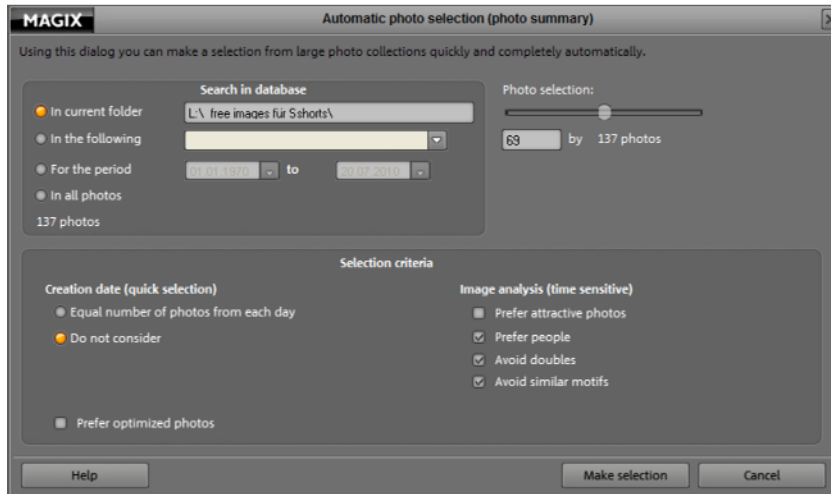 MAGIX
Automatic photo selection (photo summary)
Using this dialog you can make a selection from large photo collections quickly and completely automatically.
Search in database
In current folder
L:\ free images für Sshorts\
In the following
For the period
01.01.1970
to
20.07.2010
In all photos
137 photos
Photo selection:
69 by 137 photos
Selection criteria
Creation date (quick selection)
Equal number of photos from each day
Do not consider
Prefer optimized photos
Image analysis (time sensitive)
Prefer attractive photos
Prefer people
Avoid doubles
Avoid similar motifs
Help
Make selection
Cancel